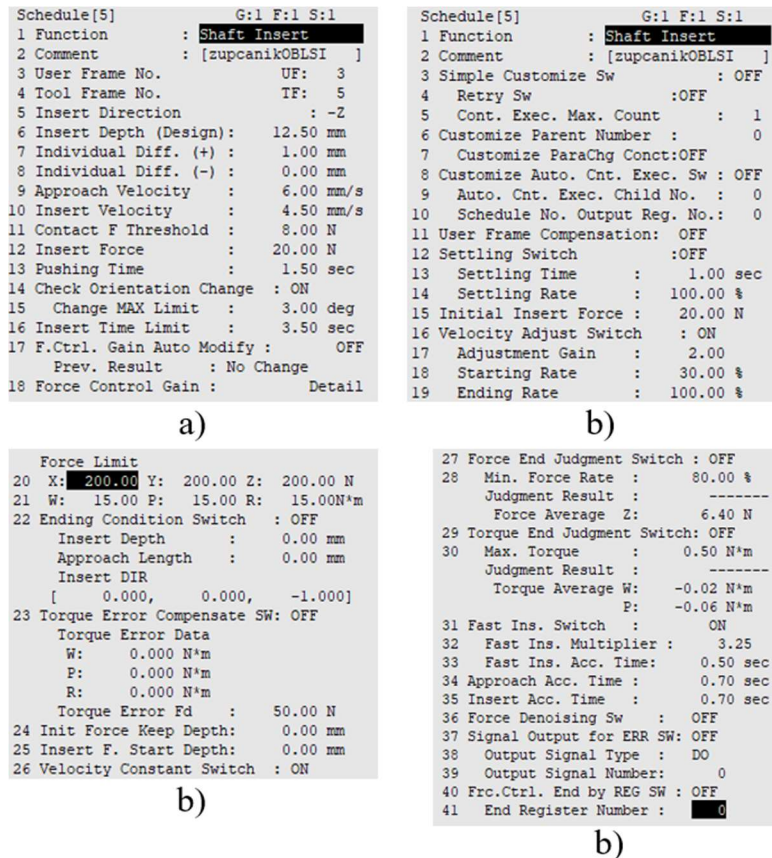 Schedule[5] G:1 F:1 S:1
1 Function : Shaft Insert
2 Comment : [zupcanikOBLSI ]
3 User Frame No. UF: 3
4 Tool Frame No. TF: 5
5 Insert Direction : -Z
6 Insert Depth (Design): 12.50 mm
7 Individual Diff. (+) : 1.00 mm
8 Individual Diff. (-) : 0.00 mm
9 Approach Velocity : 6.00 mm/s
10 Insert Velocity : 4.50 mm/s
11 Contact F Threshold : 8.00 N
12 Insert Force : 20.00 N
13 Pushing Time : 1.50 sec
14 Check Orientation Change : ON
15 Change MAX Limit : 3.00 deg
16 Insert Time Limit : 3.50 sec
17 F.Ctrl. Gain Auto Modify : OFF
Prev. Result : No Change
18 Force Control Gain : Detail
a)
Schedule[5] G:1 F:1 S:1
1 Function : Shaft Insert
2 Comment : [zupcanikOBLSI ]
3 Simple Customize Sw : OFF
4 Retry Sw :OFF
5 Cont. Exec. Max. Count : 1
6 Customize Parent Number : 0
7 Customize ParaChg Conct:OFF
8 Customize Auto. Cnt. Exec. Sw : OFF
9 Auto. Cnt. Exec. Child No. : 0
10 Schedule No. Output Reg. No.: 0
11 User Frame Compensation: OFF
12 Settling Switch :OFF
13 Settling Time : 1.00 sec
14 Settling Rate : 100.00 %
15 Initial Insert Force : 20.00 N
16 Velocity Adjust Switch : ON
17 Adjustment Gain : 2.00
18 Starting Rate : 30.00 %
19 Ending Rate : 100.00 %
b)
Force Limit
20 X: 200.00 Y: 200.00 Z: 200.00 N
21 W: 15.00 P: 15.00 R: 15.00N*m
22 Ending Condition Switch : OFF
Insert Depth : 0.00 mm
Approach Length : 0.00 mm
Insert DIR
[ 0.000, 0.000, -1.000]
23 Torque Error Compensate SW: OFF
Torque Error Data
W: 0.000 N*m
P: 0.000 N*m
R: 0.000 N*m
Torque Error Fd : 50.00 N
24 Init Force Keep Depth: 0.00 mm
25 Insert F. Start Depth: 0.00 mm
26 Velocity Constant Switch : ON
b)
27 Force End Judgment Switch : OFF
28 Min. Force Rate : 80.00 %
Judgment Result : -------
Force Average Z: 6.40 N
29 Torque End Judgment Switch: OFF
30 Max. Torque : 0.50 N*m
Judgment Result : -------
Torque Average W: -0.02 N*m
P: -0.06 N*m
31 Fast Ins. Switch : ON
32 Fast Ins. Multiplier : 3.25
33 Fast Ins. Acc. Time: 0.50 sec
34 Approach Acc. Time : 0.70 sec
35 Insert Acc. Time : 0.70 sec
36 Force Denoising Sw : OFF
37 Signal Output for ERR SW: OFF
38 Output Signal Type : DO
39 Output Signal Number: 0
40 Frc.Ctrl. End by REG SW : OFF
41 End Register Number : 0
b)